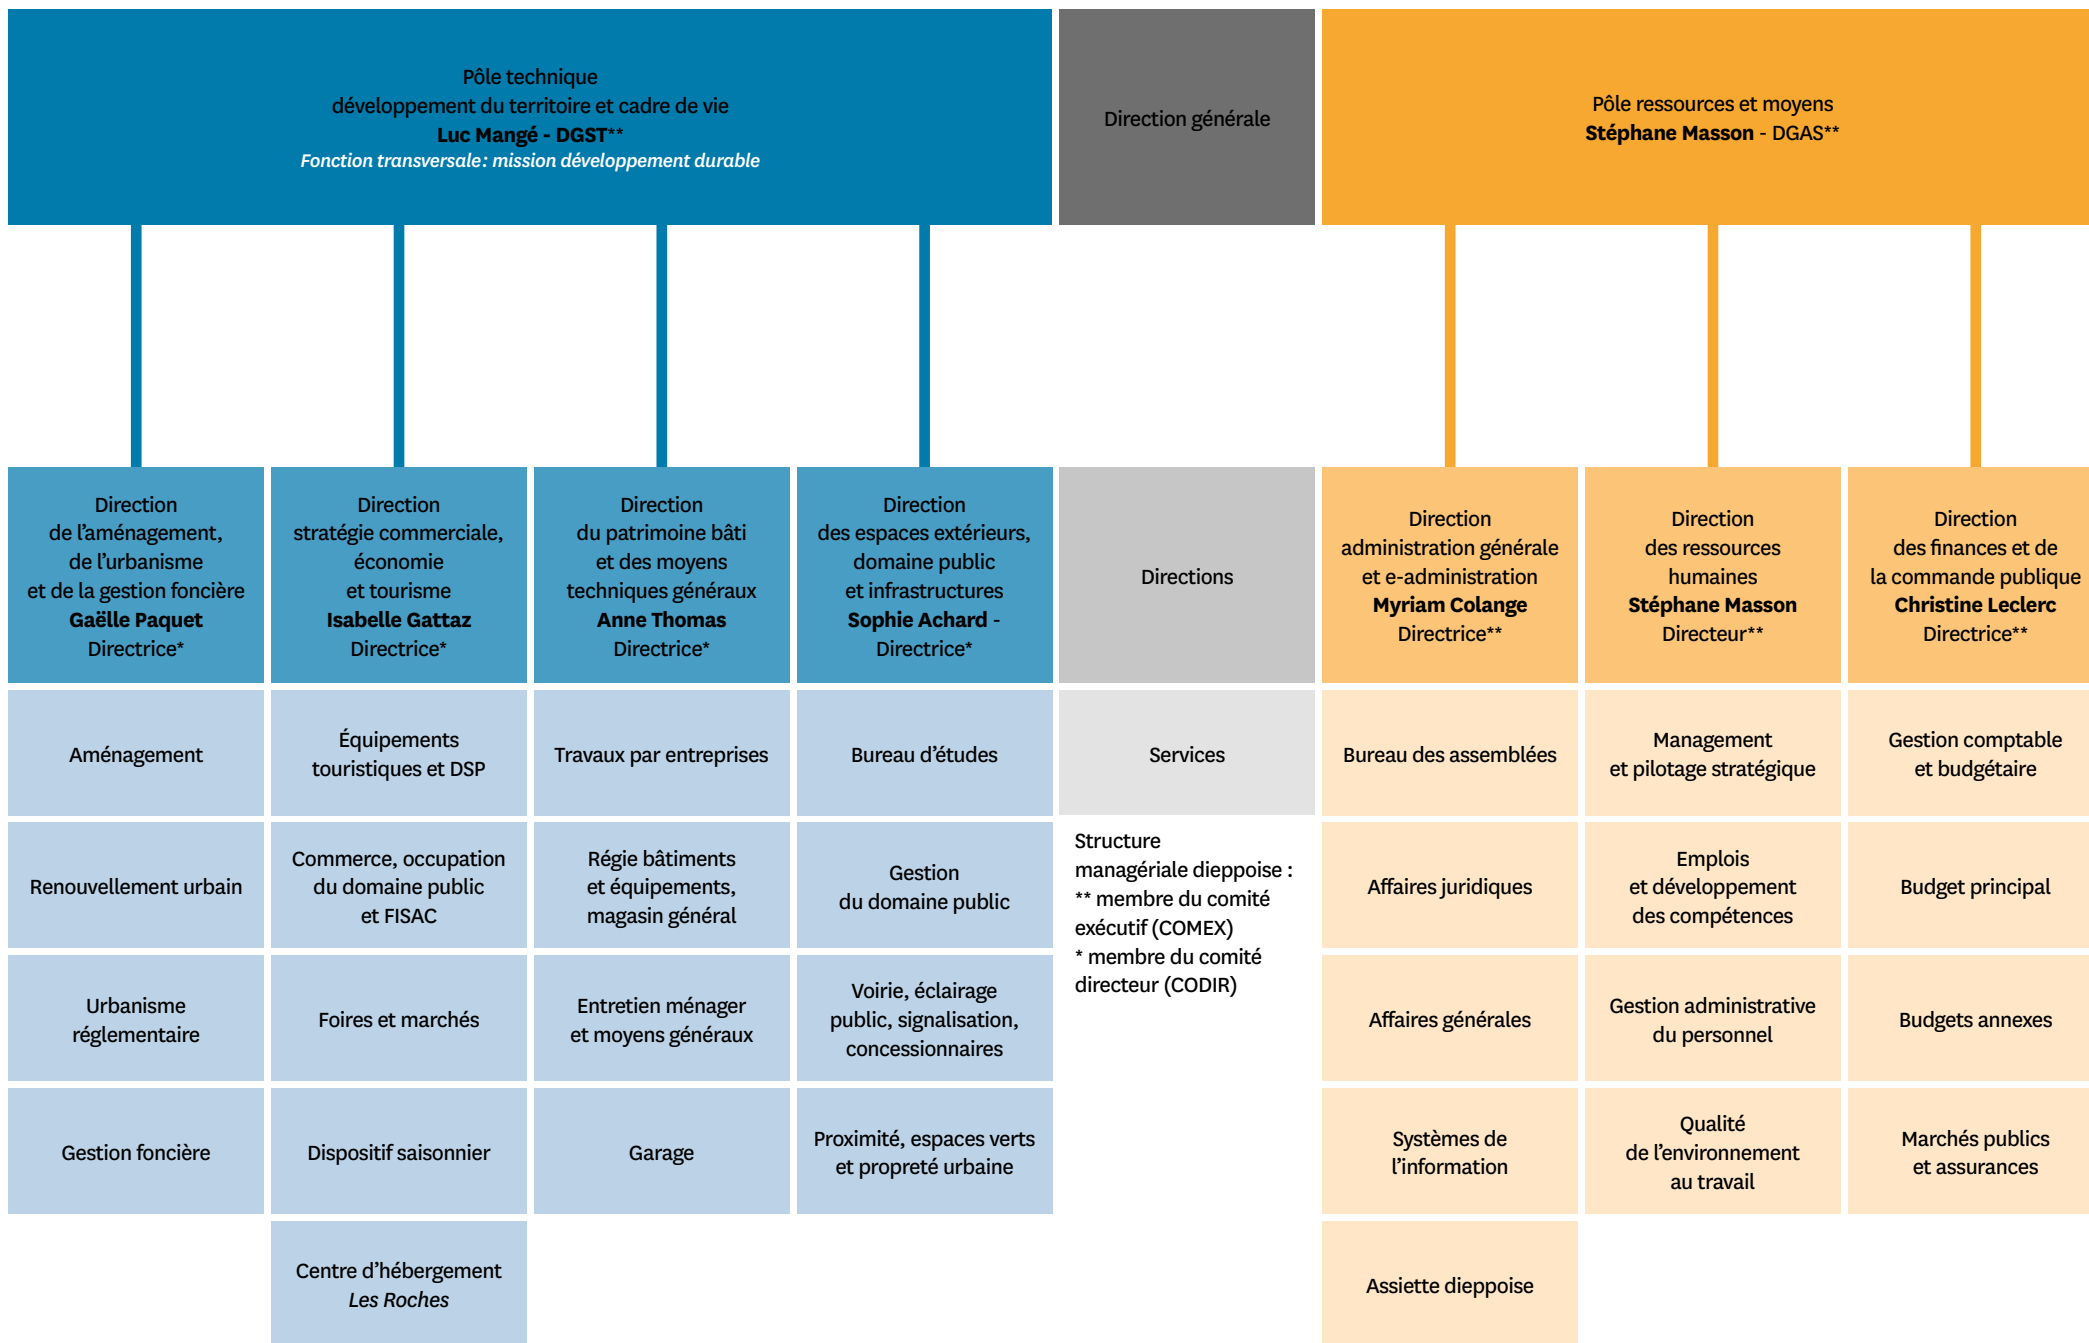 Pôle technique
développement du territoire et cadre de vie
Luc Mangé - DGST**
Fonction transversale : mission développement durable
Direction générale
Pôle ressources et moyens
Stéphane Masson - DGAS**
Direction
de l’aménagement,
de l’urbanisme
et de la gestion foncière
Gaëlle Paquet
Directrice*
Direction
stratégie commerciale,
économie
et tourisme
Isabelle Gattaz
Directrice*
Direction
du patrimoine bâti
et des moyens
techniques généraux
Anne Thomas
Directrice*
Direction
des espaces extérieurs,
domaine public
et infrastructures
Sophie Achard -
Directrice*
Directions
Direction
administration générale
et e-administration
Myriam Colange
Directrice**
Direction
des ressources
humaines
Stéphane Masson
Directeur**
Direction
des finances et de
la commande publique
Christine Leclerc
Directrice**
Aménagement
Équipements
touristiques et DSP
Travaux par entreprises
Bureau d’études
Services
Bureau des assemblées
Management
et pilotage stratégique
Gestion comptable
et budgétaire
Renouvellement urbain
Commerce, occupation
du domaine public
et FISAC
Régie bâtiments
et équipements,
magasin général
Gestion
du domaine public
Structure
managériale dieppoise :
** membre du comité
exécutif (COMEX)
* membre du comité
directeur (CODIR)
Affaires juridiques
Emplois
et développement
des compétences
Budget principal
Urbanisme
réglementaire
Foires et marchés
Entretien ménager
et moyens généraux
Voirie, éclairage
public, signalisation,
concessionnaires
Affaires générales
Gestion administrative
du personnel
Budgets annexes
Gestion foncière
Dispositif saisonnier
Garage
Proximité, espaces verts
et propreté urbaine
Systèmes de
l’information
Qualité
de l’environnement
au travail
Marchés publics
et assurances
Centre d’hébergement
Les Roches
Assiette dieppoise